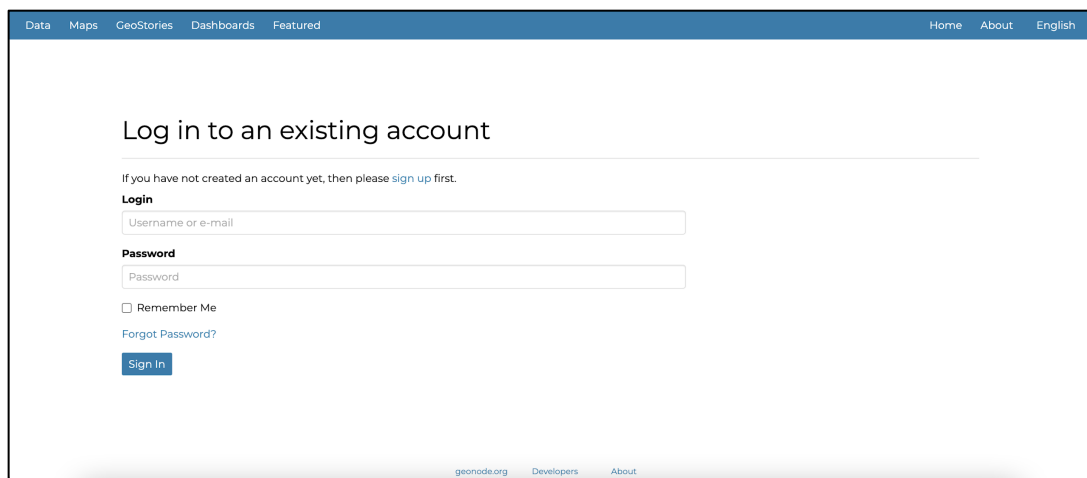 Data Maps GeoStories Dashboards Featured Home About English
Log in to an existing account
If you have not created an account yet, then please sign up first.
Login
Username or e-mail
Password
Password
Remember Me
Forgot Password?
Sign In
geonode.org Developers About